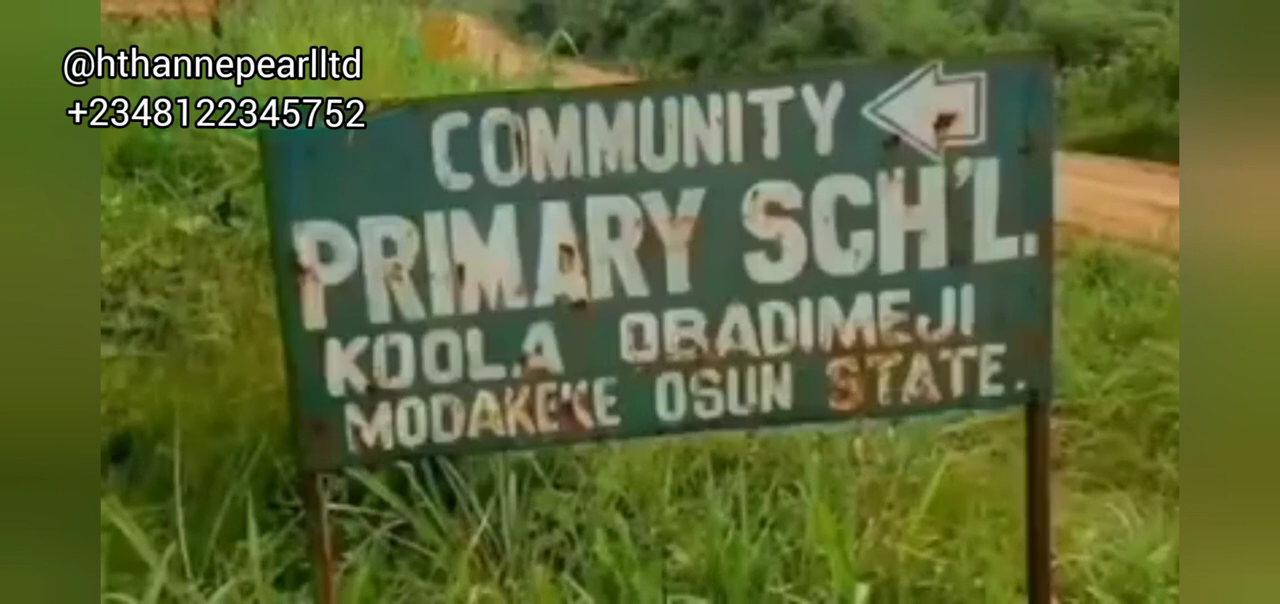 @hthannepearlltd
+2348122345752
COMMUNITY
PRIMARY SCH'L.
KOOLA OBADIMEJI
MODAKEKE OSUN STATE.